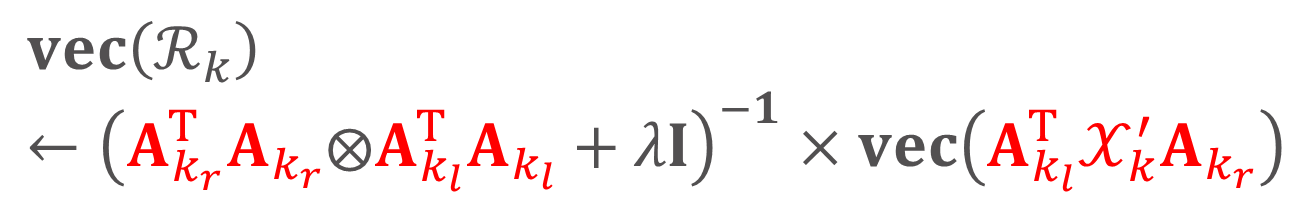 vec(ℛ_k)
← (A_{k_r}^T A_{k_r} ⊗ A_{k_l}^T A_{k_l} + λI)^{-1} × vec(A_{k_l}^T 𝒳′_k A_{k_r})